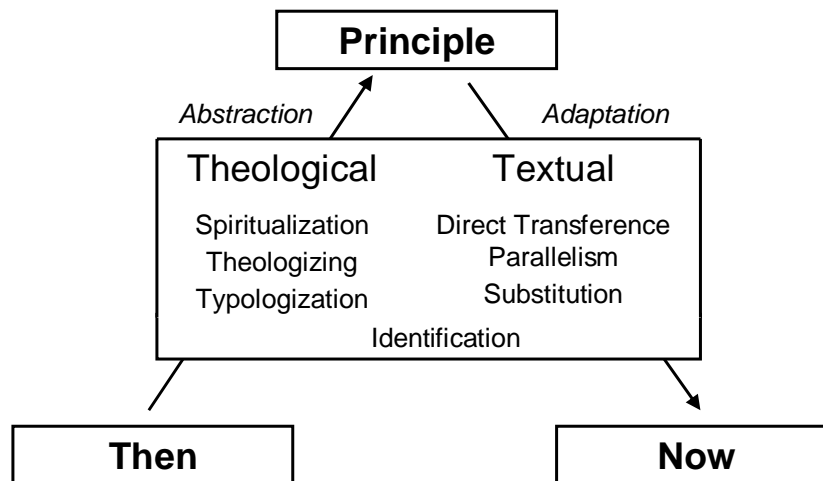 Principle
Abstraction
Adaptation
Theological
Textual
Spiritualization
Direct Transference
Theologizing
Parallelism
Typologization
Substitution
Identification
Then
Now